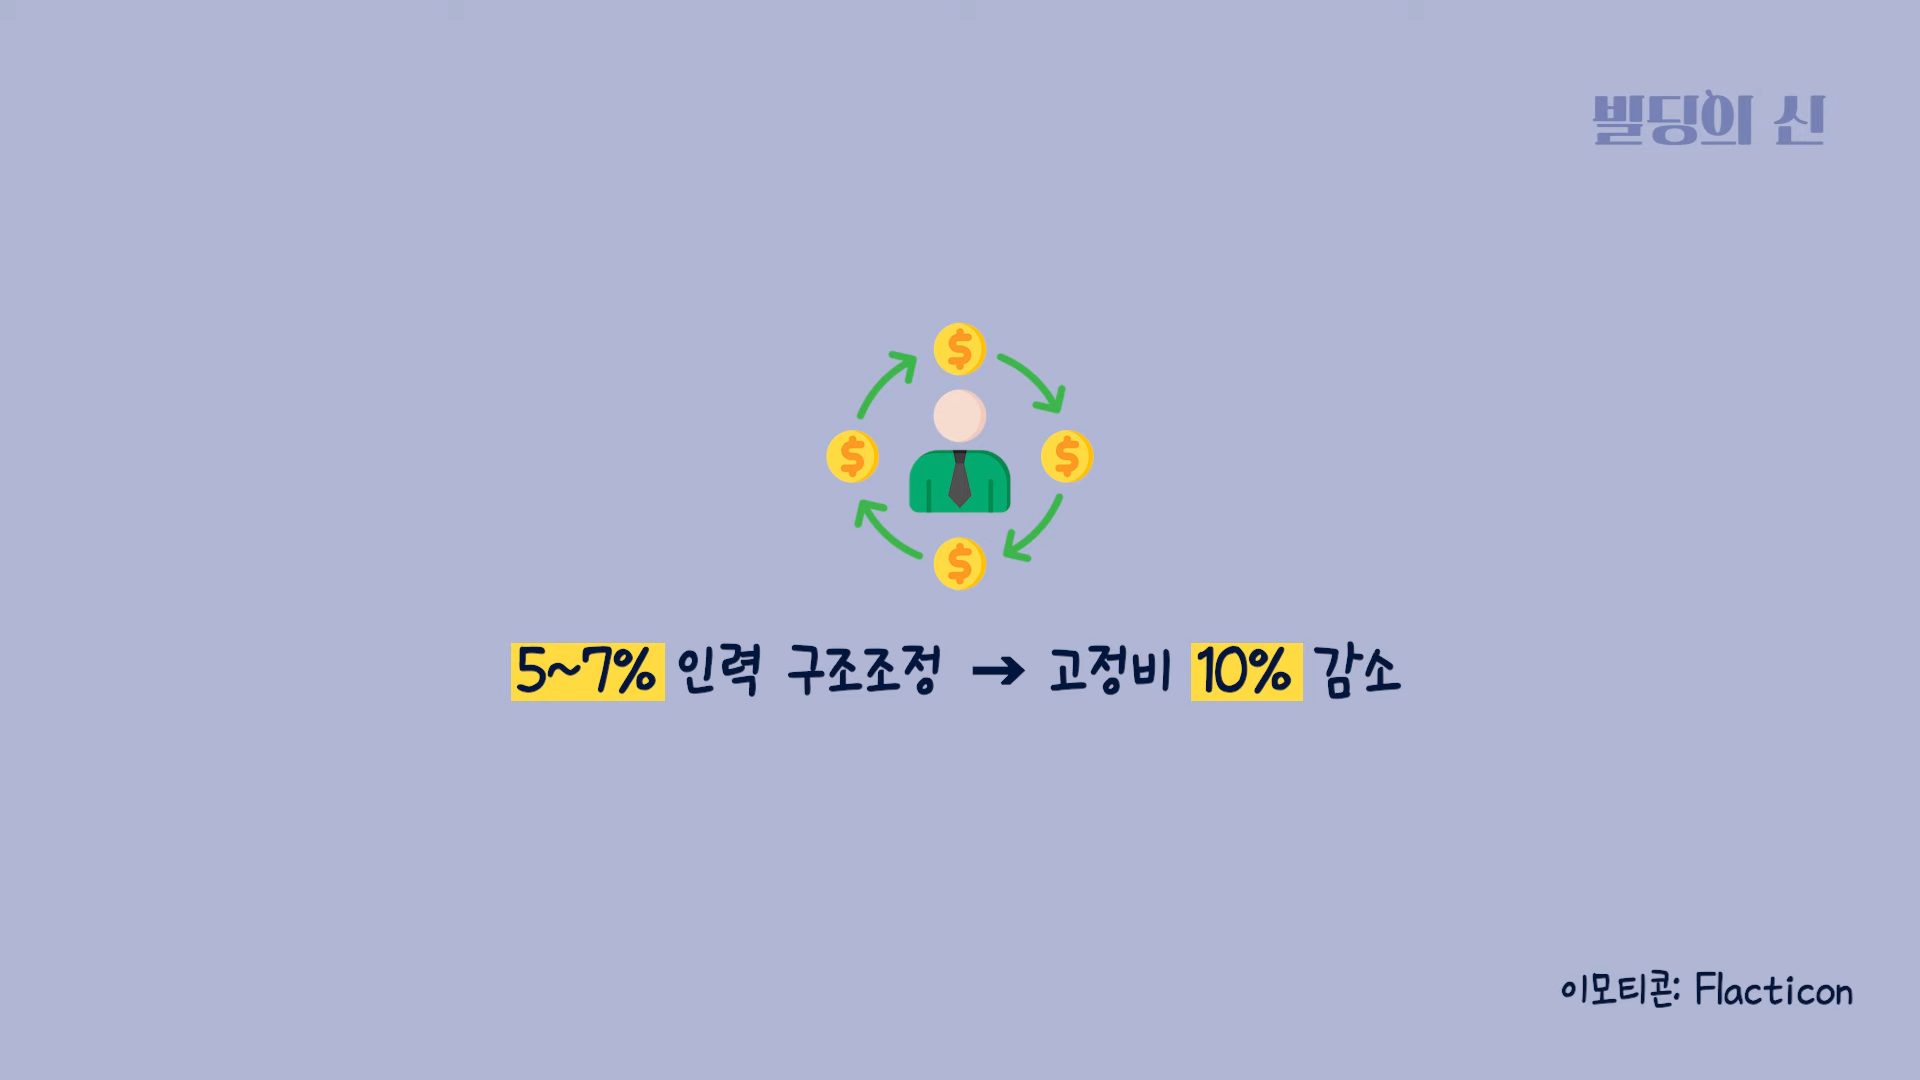 빌딩의 신
5~7% 인력 구조조정 → 고정비 10% 감소
이모티콘: Flacticon